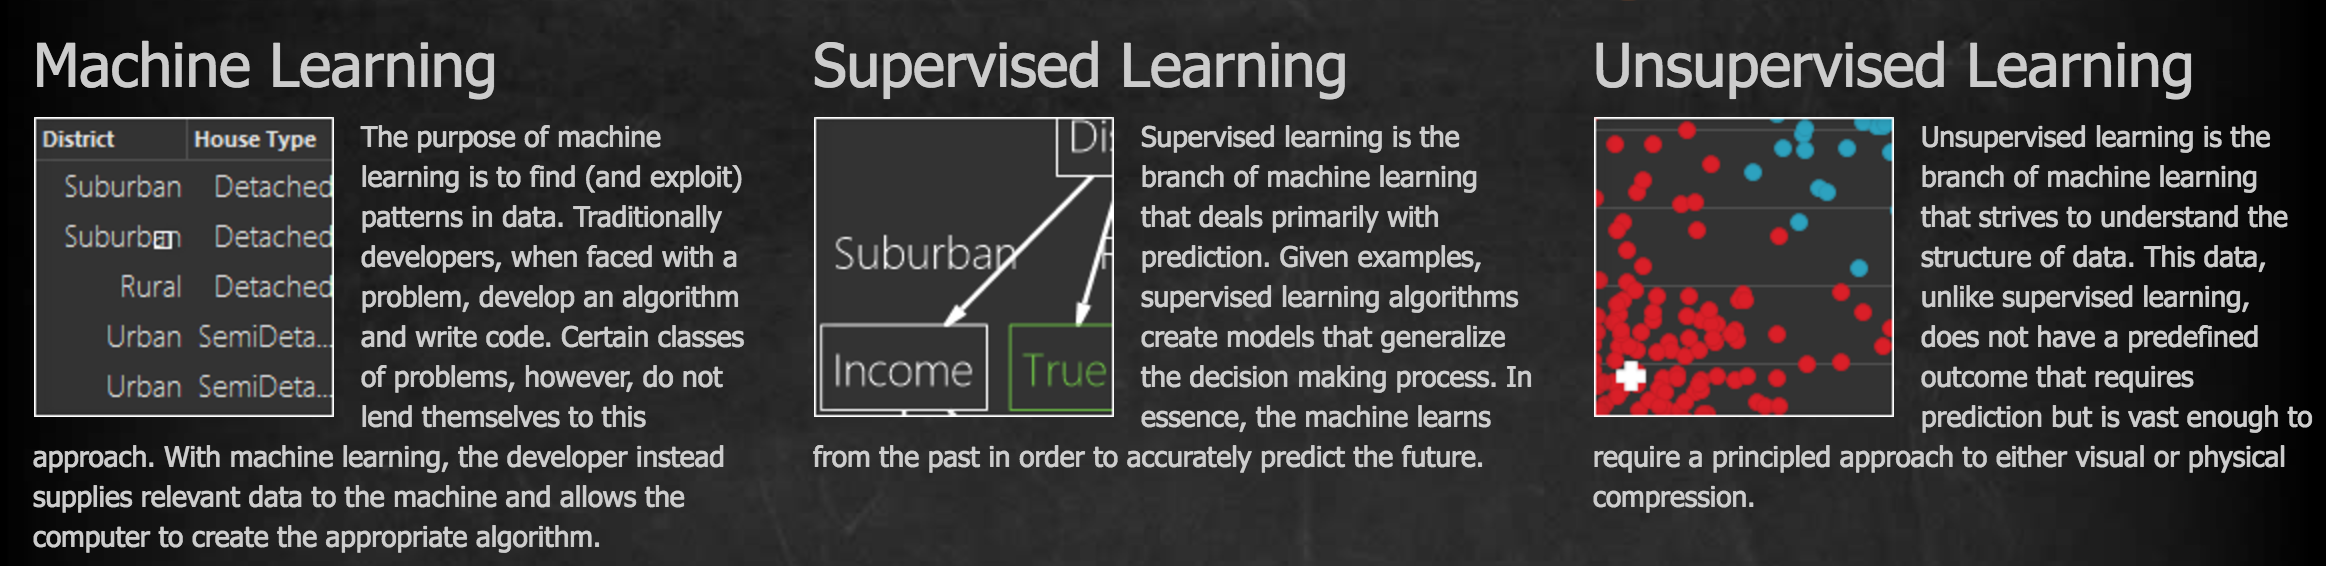 Machine Learning
District House Type
Suburban Detached
Suburban Detached
Rural Detached
Urban SemiDeta...
Urban SemiDeta...
The purpose of machine
learning is to find (and exploit)
patterns in data. Traditionally
developers, when faced with a
problem, develop an algorithm
and write code. Certain classes
of problems, however, do not
lend themselves to this
approach. With machine learning, the developer instead
supplies relevant data to the machine and allows the
computer to create the appropriate algorithm.
Supervised Learning
Suburban
Income True
Supervised learning is the
branch of machine learning
that deals primarily with
prediction. Given examples,
supervised learning algorithms
create models that generalize
the decision making process. In
essence, the machine learns
from the past in order to accurately predict the future.
Unsupervised Learning
Unsupervised learning is the
branch of machine learning
that strives to understand the
structure of data. This data,
unlike supervised learning,
does not have a predefined
outcome that requires
prediction but is vast enough to
require a principled approach to either visual or physical
compression.